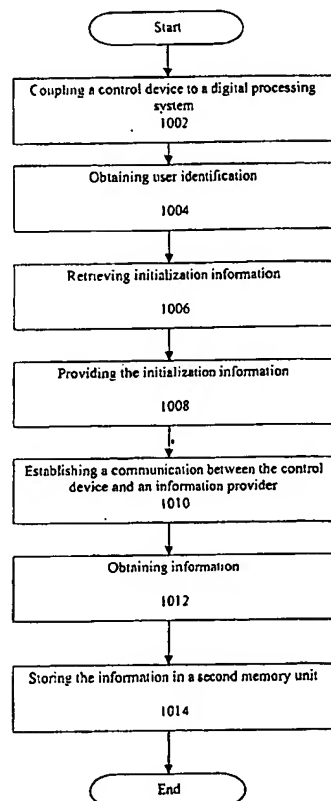 Start
Coupling a control device to a digital processing
system
1002
Obtaining user identification
1004
Retrieving initialization information
1006
Providing the initialization information
1008
Establishing a communication between the control
device and an information provider
1010
Obtaining information
1012
Storing the information in a second memory unit
1014
End